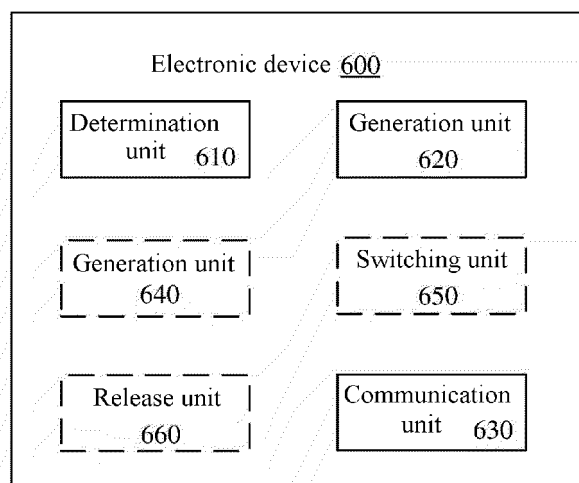 Electronic device 600
Determination
unit 610
Generation unit
620
Generation unit
640
Switching unit
650
Release unit
660
Communication
unit 630